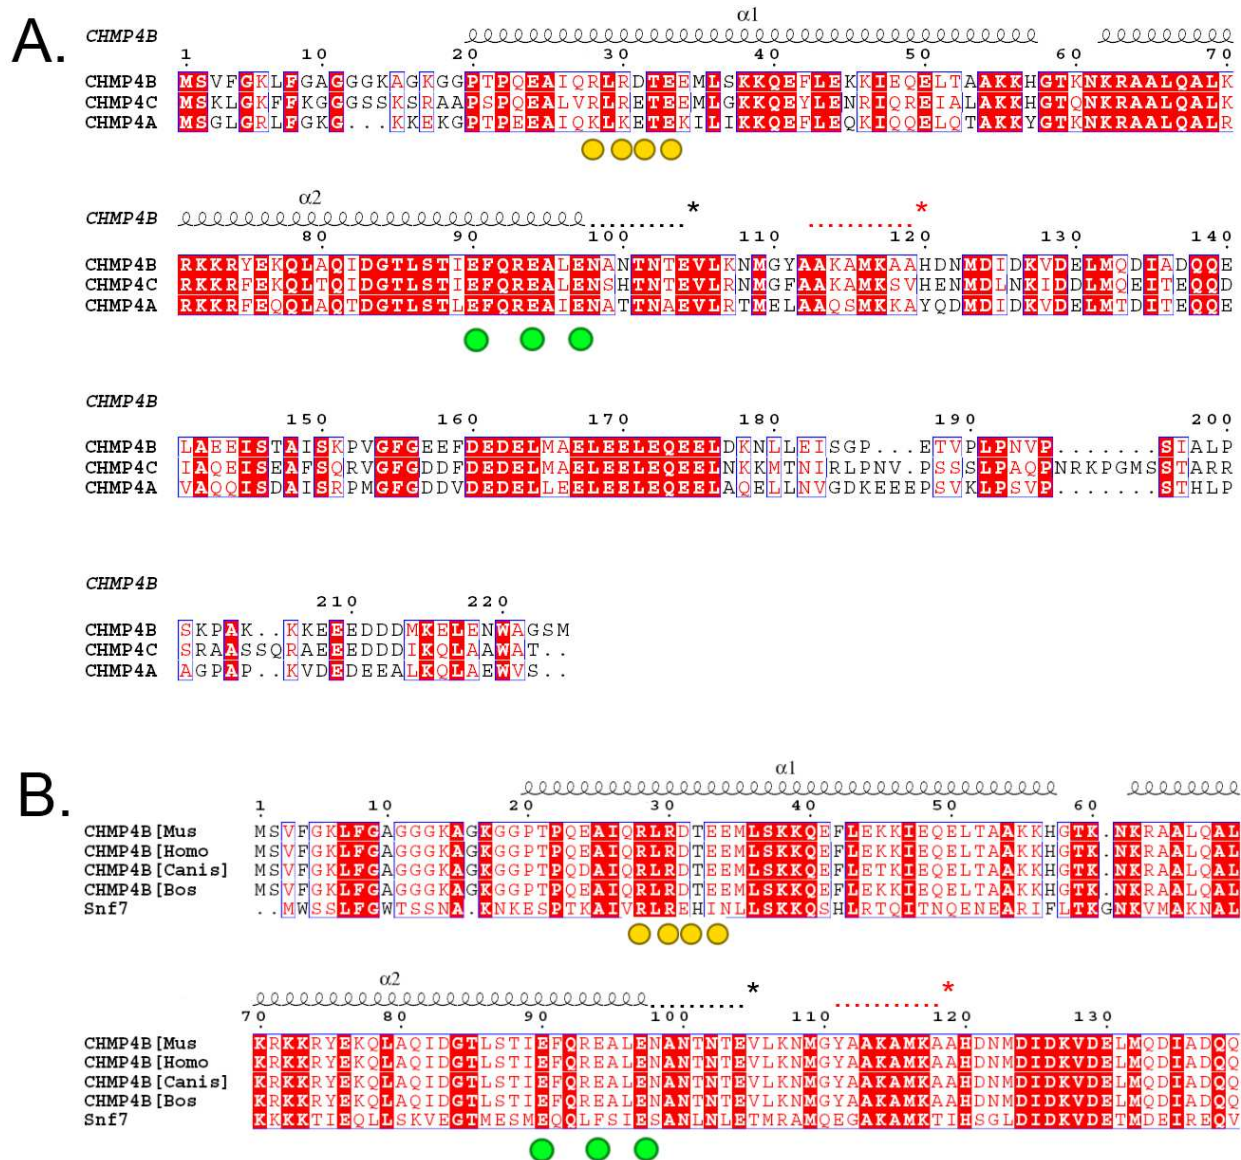 A.
α1
CHMP4B
1 10 20 30 40 50 60 70
CHMP4B MSVFGKLFGAGGGKAGKGGPTPQEAIQRLRDTEEMLSKKQEFLEKKIEQELTAAKKHGTKNKRAALQALK
CHMP4C MSKLGKFFKGGGSSKSRAAPSPQEALVRLRETEEMLGKKQEYLENRIQREIALAKKHGTQNKRAALQALK
CHMP4A MSGLGRLFGKG...KKEKGPTPEEAIQKLKETEKILIKKQEFLEQKIQQELQTAKKYGTKNKRAALQALR
α2
CHMP4B * *
80 90 100 110 120 130 140
CHMP4B RKKRYEKQLAQIDGTLSTIEFQREALENANTNTEVLKNMGYAAKAMKAAHDNMDIDKVDELMQDIADQQE
CHMP4C RKKRFEKQLTQIDGTLSTIEFQREALENSHTNTEVLRNMGFAAKAMKSVHENMDLNKIDDLMQEITEQQD
CHMP4A RKKRFEQQLAQTDGTLSTLEFQREAIENATTNAEVLRTMELAAQSMKKAYQDMDIDKVDELMTDITEQQE
CHMP4B
150 160 170 180 190 200
CHMP4B LAEEISTAISKPVGFGEEFDEDELMAELEELEQEELDKNLLEISGP...ETVPLPNVP.......SIALP
CHMP4C IAQEISEAFSQRVGFGDDFDEDELMAELEELEQEELNKKMTNIRLPNV.PSSSLPAQPNRKPGMSSTARR
CHMP4A VAQQISDAISRPMGFGDDVDEDELLEELEELEQEELAQELLNVGDKEEEPSVKLPSVP.......STHLP
CHMP4B
210 220
CHMP4B SKPAK..KKEEEDDDMKELENWAGSM
CHMP4C SRAASSQRAEEEDDDIKQLAAWAT..
CHMP4A AGPAP..KVDEDEEALKQLAEWVS..
B.
α1
1 10 20 30 40 50 60
CHMP4B[Mus MSVFGKLFGAGGGKAGKGGPTPQEAIQRLRDTEEMLSKKQEFLEKKIEQELTAAKKHGTK.NKRAALQAL
CHMP4B[Homo MSVFGKLFGAGGGKAGKGGPTPQEAIQRLRDTEEMLSKKQEFLEKKIEQELTAAKKHGTK.NKRAALQAL
CHMP4B[Canis] MSVFGKLFGAGGGKAGKGGPTPQDAIQRLRDTEEMLSKKQEFLETKIEQELTAAKKHGTK.NKRAALQAL
CHMP4B[Bos MSVFGKLFGAGGGKAGKGGPTPQEAIQRLRDTEEMLSKKQEFLEKKIEQELTAAKKHGTK.NKRAALQAL
Snf7 ..MWSSLFGWTSSNA.KNKESPTKAIVRLREHINLLSKKQSHLRTQITNQENEARIFLTKGNKVMAKNAL
α2 * *
70 80 90 100 110 120 130
CHMP4B[Mus KRKKRYEKQLAQIDGTLSTIEFQREALENANTNTEVLKNMGYAAKAMKAAHDNMDIDKVDELMQDIADQQ
CHMP4B[Homo KRKKRYEKQLAQIDGTLSTIEFQREALENANTNTEVLKNMGYAAKAMKAAHDNMDIDKVDELMQDIADQQ
CHMP4B[Canis] KRKKRYEKQLAQIDGTLSTIEFQREALENANTNTEVLKNMGYAAKAMKAAHDNMDIDKVDELMQDIADQQ
CHMP4B[Bos KRKKRYEKQLAQIDGTLSTIEFQREALENANTNTEVLKNMGYAAKAMKAAHDNMDIDKVDELMQDIADQQ
Snf7 KKKKTIEQLLSKVEGTMESMEQQLFSIESANLNLETMRAMQEGAKAMKTIHSGLDIDKVDETMDEIREQV